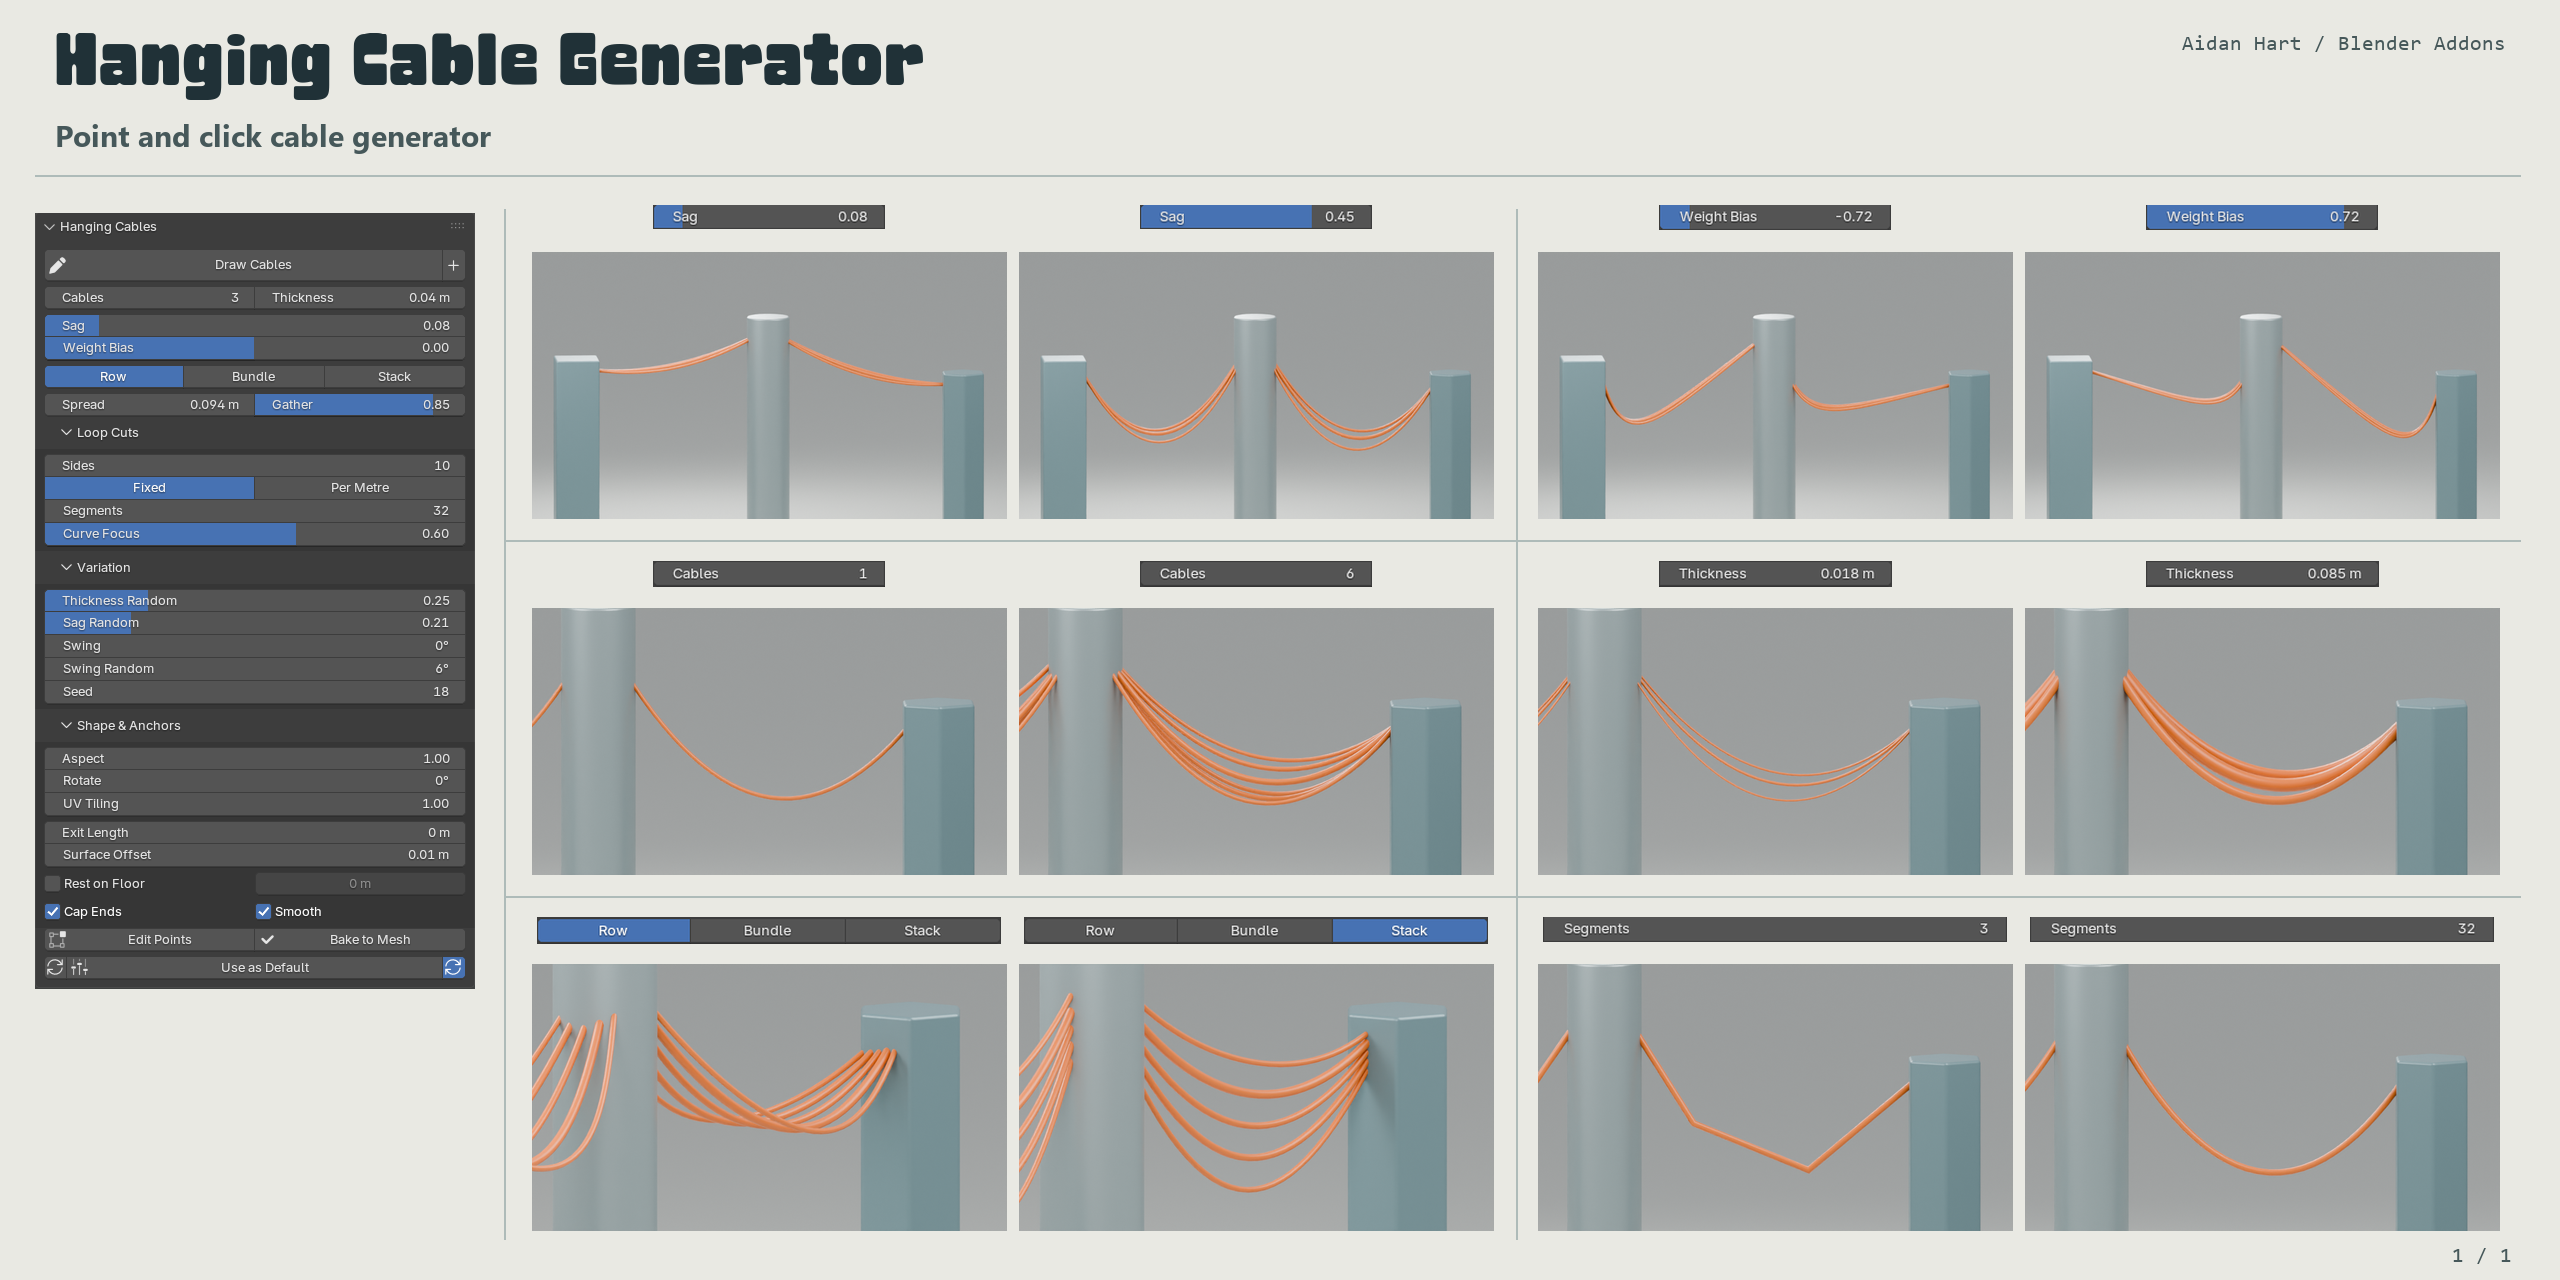 Hanging Cable Generator
Aidan Hart / Blender Addons
Point and click cable generator
Hanging Cables
Draw Cables +
Cables 3 Thickness 0.04 m
Sag 0.08
Weight Bias 0.00
Row Bundle Stack
Spread 0.094 m Gather 0.85
Loop Cuts
Sides 10
Fixed Per Metre
Segments 32
Curve Focus 0.60
Variation
Thickness Random 0.25
Sag Random 0.21
Swing 0°
Swing Random 6°
Seed 18
Shape & Anchors
Aspect 1.00
Rotate 0°
UV Tiling 1.00
Exit Length 0 m
Surface Offset 0.01 m
Rest on Floor 0 m
Cap Ends Smooth
Edit Points Bake to Mesh
Use as Default
Sag 0.08
Sag 0.45
Weight Bias -0.72
Weight Bias 0.72
Cables 1
Cables 6
Thickness 0.018 m
Thickness 0.085 m
Row Bundle Stack
Row Bundle Stack
Segments 3
Segments 32
1 / 1